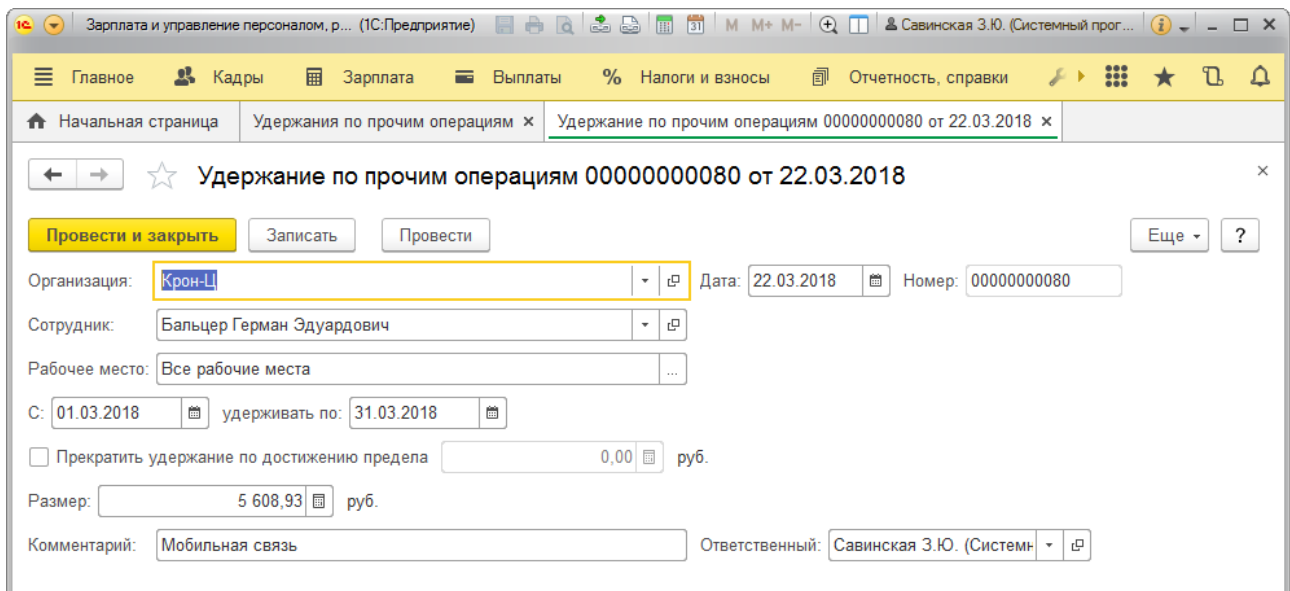 Зарплата и управление персоналом, р... (1С:Предприятие) M M+ M- Савинская З.Ю. (Системный прог...
Главное Кадры Зарплата Выплаты % Налоги и взносы Отчетность, справки
Начальная страница Удержания по прочим операциям × Удержание по прочим операциям 00000000080 от 22.03.2018 ×
Удержание по прочим операциям 00000000080 от 22.03.2018
Провести и закрыть Записать Провести Еще ?
Организация: Крон-Ц Дата: 22.03.2018 Номер: 00000000080
Сотрудник: Бальцер Герман Эдуардович
Рабочее место: Все рабочие места ...
С: 01.03.2018 удерживать по: 31.03.2018
Прекратить удержание по достижению предела 0,00 руб.
Размер: 5 608,93 руб.
Комментарий: Мобильная связь Ответственный: Савинская З.Ю. (Системн